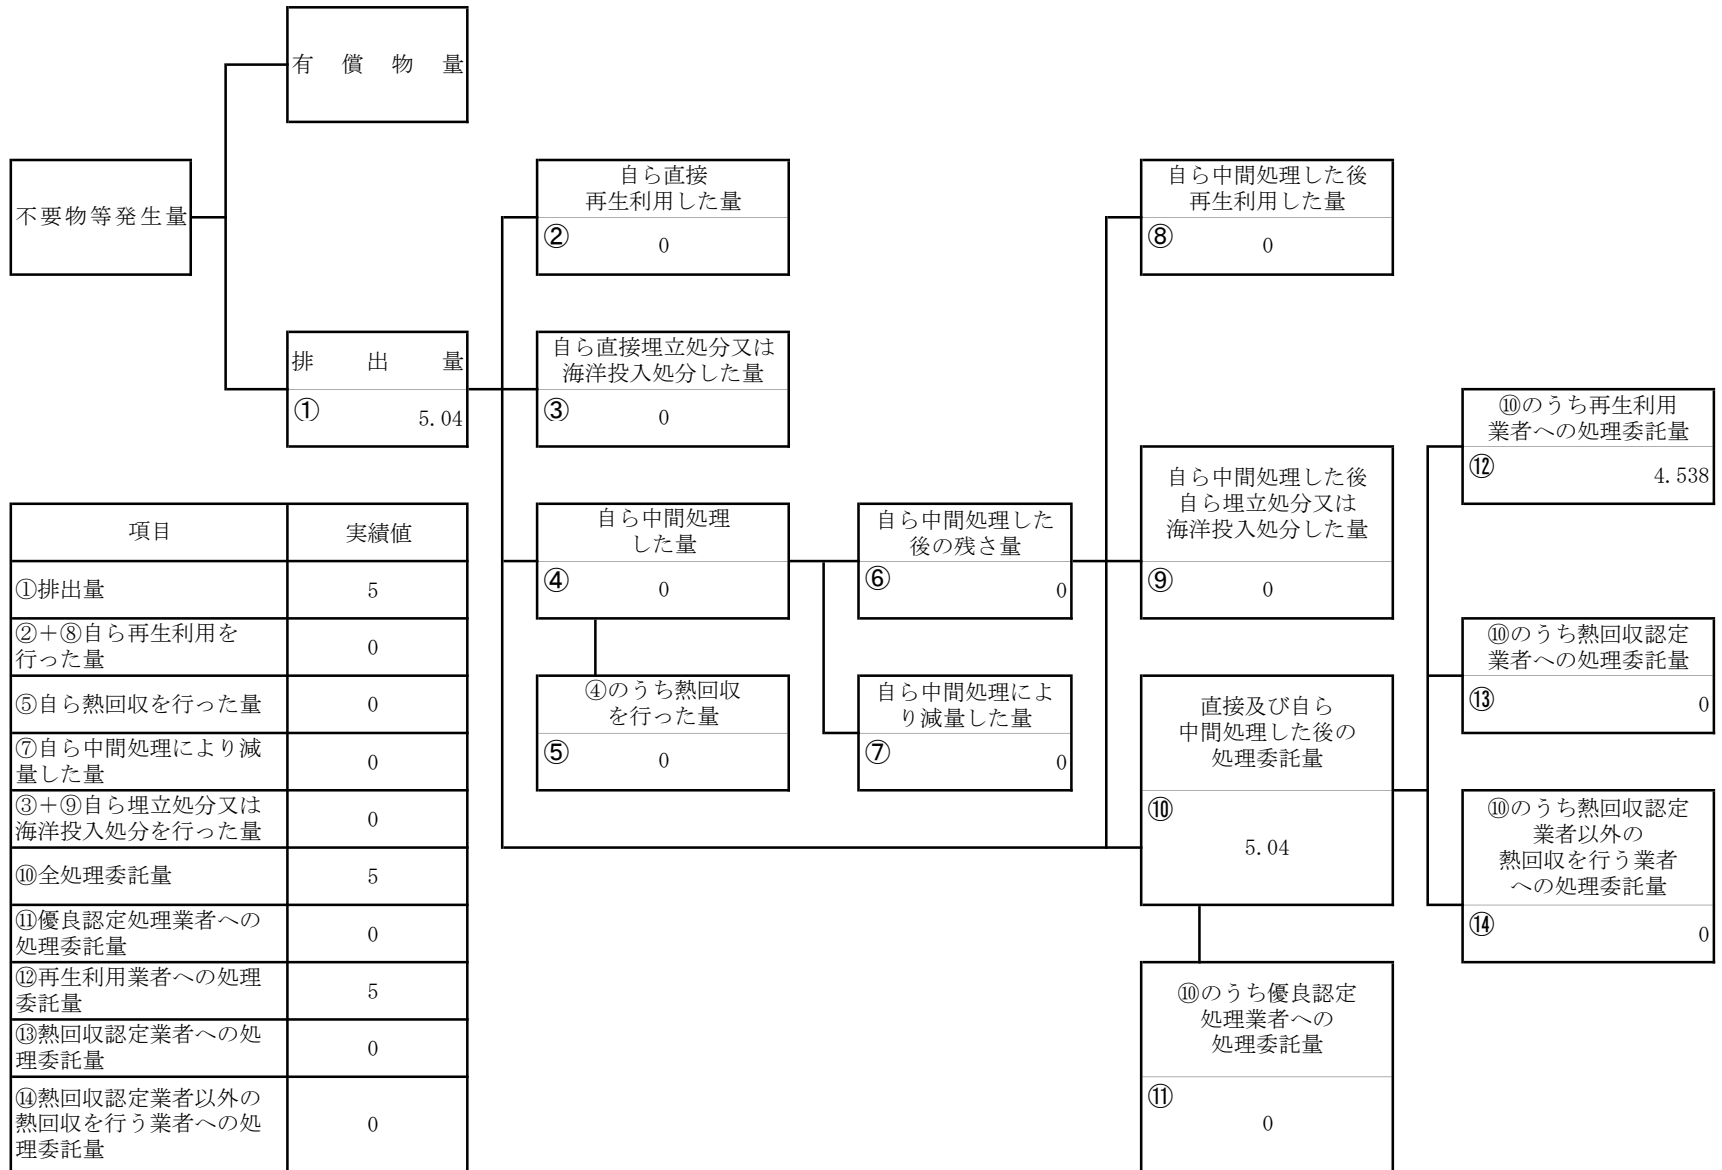 有償物量
不要物等発生量
排出量
①
5.04
自ら直接
再生利用した量
②
0
自ら直接埋立処分又は
海洋投入処分した量
③
0
自ら中間処理
した量
④
0
④のうち熱回収
を行った量
⑤
0
自ら中間処理した
後の残さ量
⑥
0
自ら中間処理によ
り減量した量
⑦
0
自ら中間処理した後
再生利用した量
⑧
0
自ら中間処理した後
自ら埋立処分又は
海洋投入処分した量
⑨
0
直接及び自ら
中間処理した後の
処理委託量
⑩
5.04
⑩のうち優良認定
処理業者への
処理委託量
⑪
0
⑩のうち再生利用
業者への処理委託量
⑫
4.538
⑩のうち熱回収認定
業者への処理委託量
⑬
0
⑩のうち熱回収認定
業者以外の
熱回収を行う業者
への処理委託量
⑭
0
項目 実績値
①排出量 5
②＋⑧自ら再生利用を
行った量 0
⑤自ら熱回収を行った量 0
⑦自ら中間処理により減
量した量 0
③＋⑨自ら埋立処分又は
海洋投入処分を行った量 0
⑩全処理委託量 5
⑪優良認定処理業者への
処理委託量 0
⑫再生利用業者への処理
委託量 5
⑬熱回収認定業者への処
理委託量 0
⑭熱回収認定業者以外の
熱回収を行う業者への処
理委託量 0